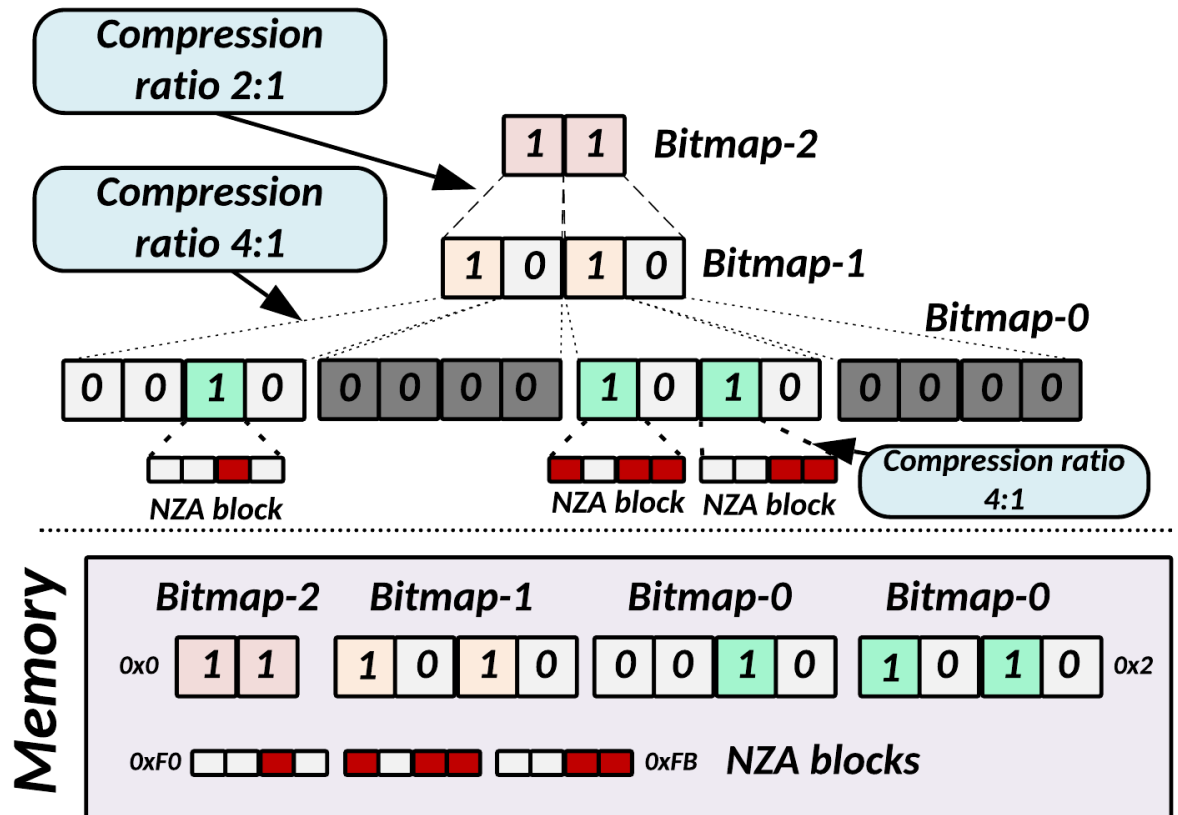 Compression
ratio 2:1
1 1 Bitmap-2
Compression
ratio 4:1
1 0 1 0 Bitmap-1
Bitmap-0
0 0 1 0 0 0 0 0 1 0 1 0 0 0 0 0
NZA block NZA block NZA block
Compression ratio
4:1
Memory
Bitmap-2 Bitmap-1 Bitmap-0 Bitmap-0
0x0 1 1 1 0 1 0 0 0 1 0 1 0 1 0 0x2
0xF0 0xFB NZA blocks